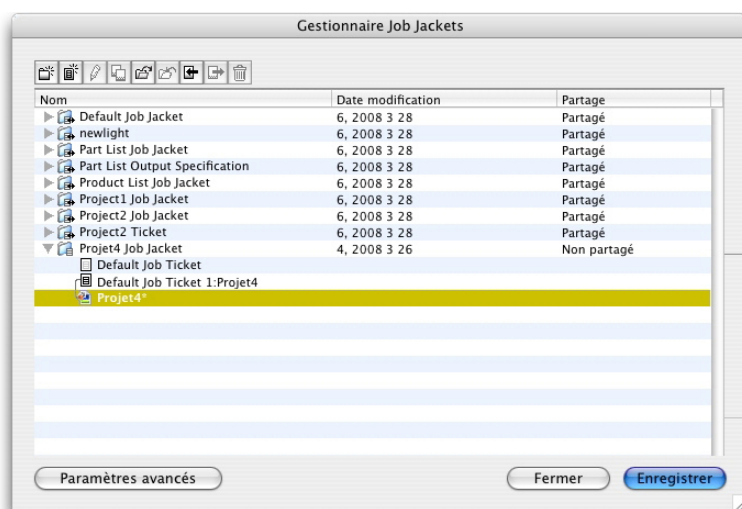 Gestionnaire Job Jackets
Nom Date modification Partage
Default Job Jacket 6, 2008 3 28 Partagé
newlight 6, 2008 3 28 Partagé
Part List Job Jacket 6, 2008 3 28 Partagé
Part List Output Specification 6, 2008 3 28 Partagé
Product List Job Jacket 6, 2008 3 28 Partagé
Project1 Job Jacket 6, 2008 3 28 Partagé
Project2 Job Jacket 6, 2008 3 28 Partagé
Project2 Ticket 6, 2008 3 28 Partagé
Projet4 Job Jacket 4, 2008 3 26 Non partagé
Default Job Ticket
Default Job Ticket 1:Projet4
Projet4*
Paramètres avancés Fermer Enregistrer